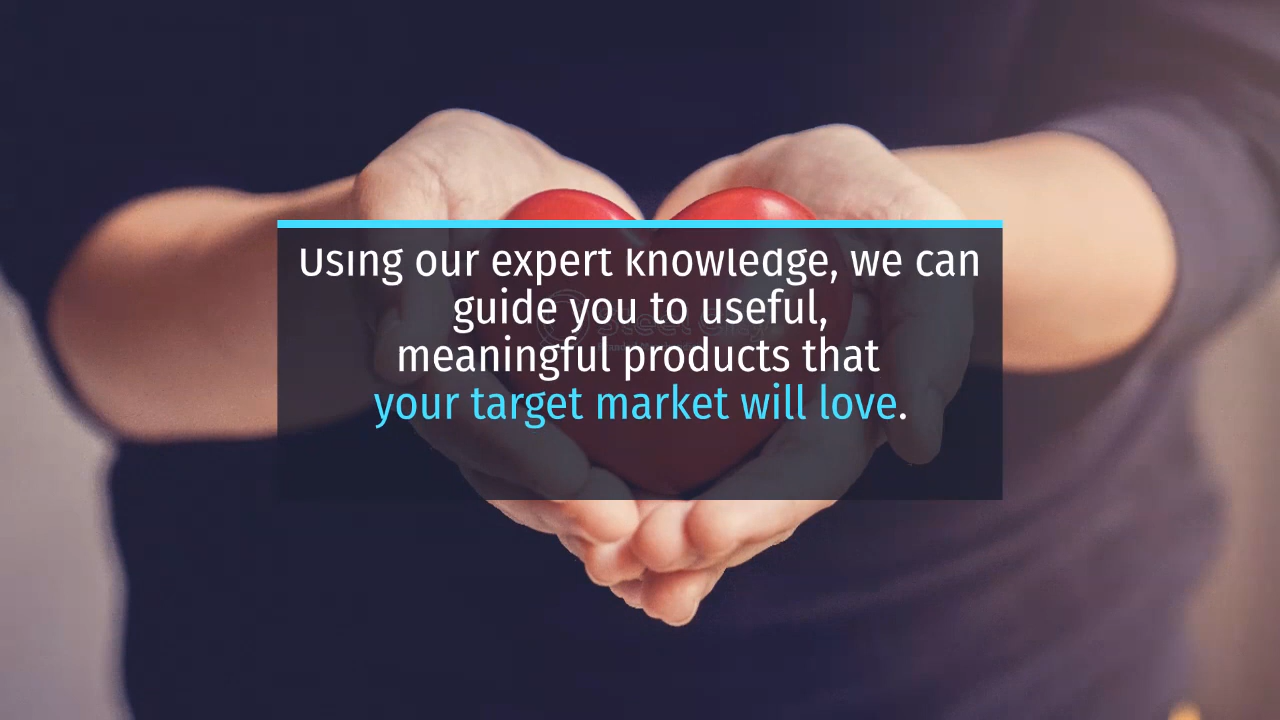 Using our expert knowledge, we can
guide you to useful,
meaningful products that
your target market will love.